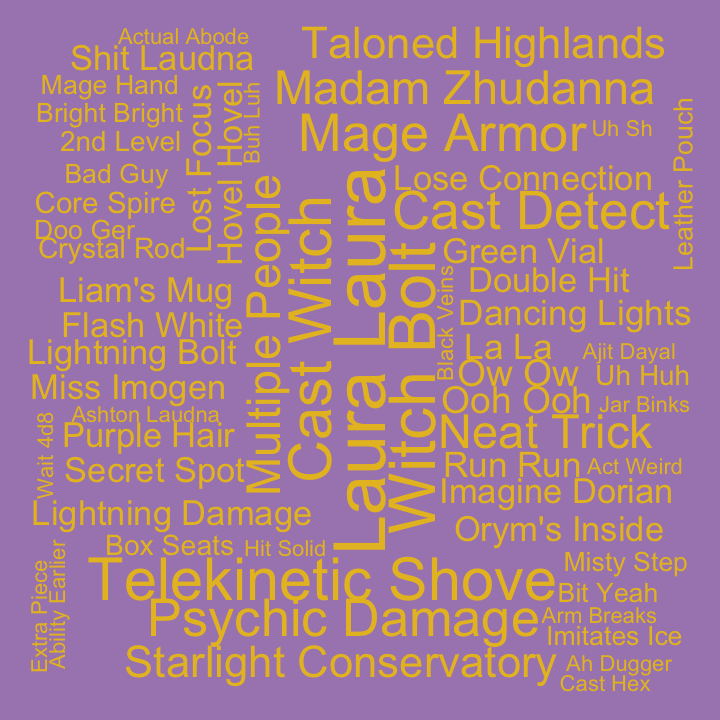 Actual Abode
Shit Laudna
Taloned Highlands
Mage Hand
Madam Zhudanna
Bright Bright
Mage Armor
Uh Sh
2nd Level
Lost Focus
Hovel Hovel
Buh Luh
Leather Pouch
Bad Guy
Lose Connection
Core Spire
Cast Detect
Doo Ger
Crystal Rod
Green Vial
Multiple People
Cast Witch
Laura Laura
Witch Bolt
Black Veins
Double Hit
Liam's Mug
Dancing Lights
Flash White
La La
Ajit Dayal
Lightning Bolt
Ow Ow
Uh Huh
Miss Imogen
Ooh Ooh
Jar Binks
Ashton Laudna
Wait 4d8
Purple Hair
Neat Trick
Secret Spot
Run Run
Act Weird
Imagine Dorian
Lightning Damage
Orym's Inside
Box Seats
Hit Solid
Misty Step
Extra Piece
Ability Earlier
Telekinetic Shove
Bit Yeah
Psychic Damage
Arm Breaks
Imitates Ice
Starlight Conservatory
Ah Dugger
Cast Hex